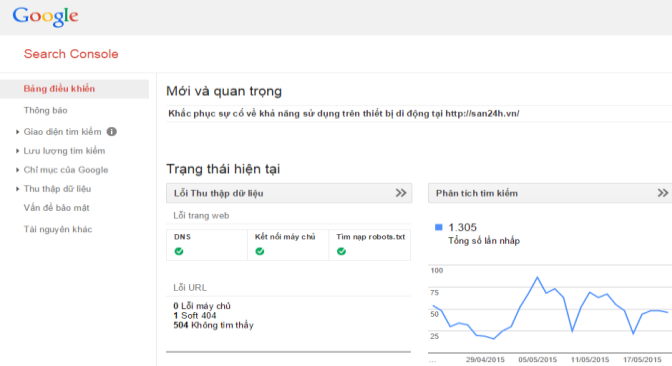 Google
Search Console
Bảng điều khiển
Thông báo
Giao diện tìm kiếm
Lưu lượng tìm kiếm
Chỉ mục của Google
Thu thập dữ liệu
Vấn đề bảo mật
Tài nguyên khác
Mới và quan trọng
Khắc phục sự cố về khả năng sử dụng trên thiết bị di động tại http://san24h.vn/
Trạng thái hiện tại
Lỗi Thu thập dữ liệu
Lỗi trang web
DNS
Kết nối máy chủ
Tìm nạp robots.txt
Lỗi URL
0 Lỗi máy chủ
1 Soft 404
504 Không tìm thấy
Phân tích tìm kiếm
1.305
Tổng số lần nhấp
100
75
50
25
...
29/04/2015 05/05/2015 11/05/2015 17/05/2015